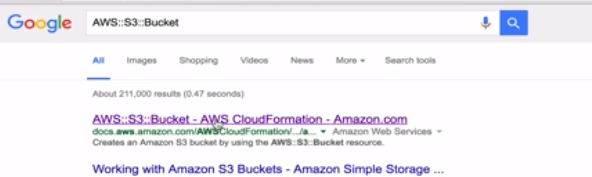 Google AWS::S3::Bucket
All Images Shopping Videos News More Search tools
About 211,000 results (0.47 seconds)
AWS::S3::Bucket - AWS CloudFormation - Amazon.com
docs.aws.amazon.com/AWSCloudFormation/.../a... Amazon Web Services
Creates an Amazon S3 bucket by using the AWS::S3::Bucket resource.
Working with Amazon S3 Buckets - Amazon Simple Storage ...